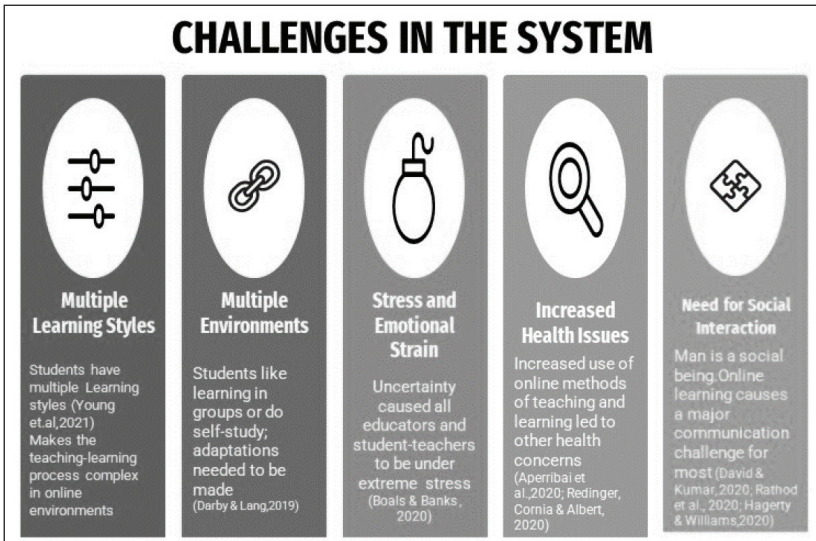 CHALLENGES IN THE SYSTEM
Multiple
Learning Styles
Students have
multiple Learning
styles (Young
et.al,2021)
Makes the
teaching-learning
process complex
in online
environments
Multiple
Environments
Students like
learning in
groups or do
self-study;
adaptations
needed to be
made
(Darby & Lang,2019)
Stress and
Emotional
Strain
Uncertainty
caused all
educators and
student-teachers
to be under
extreme stress
(Boals & Banks,
2020)
Increased
Health Issues
Increased use of
online methods
of teaching and
learning led to
other health
concerns
(Aperribai et
al.,2020; Redinger,
Cornia & Albert,
2020)
Need for Social
Interaction
Man is a social
being.Online
learning causes
a major
communication
challenge for
most (David &
Kumar,2020; Rathod
et al., 2020; Hagerty
& Williams,2020)